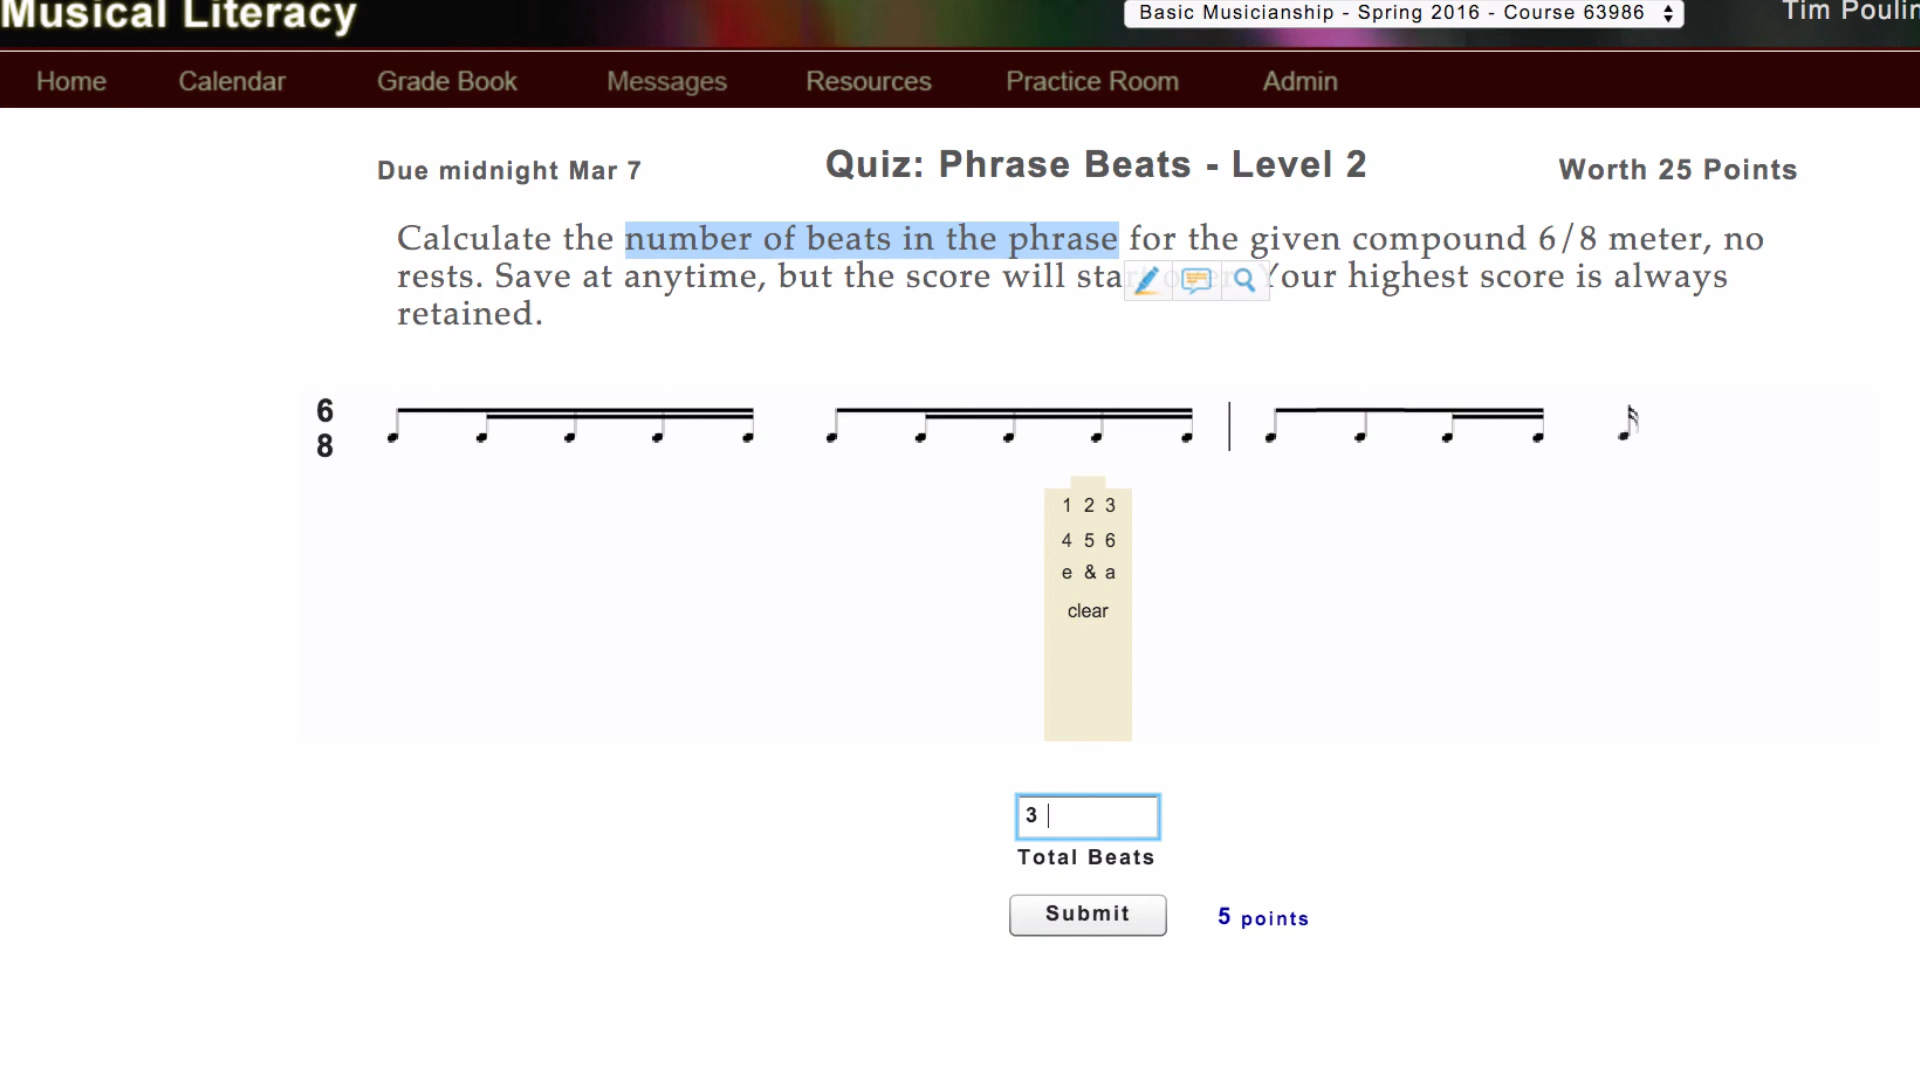 Musical Literacy
Basic Musicianship - Spring 2016 - Course 63986
Tim Poulin
Home Calendar Grade Book Messages Resources Practice Room Admin
Due midnight Mar 7
Quiz: Phrase Beats - Level 2
Worth 25 Points
Calculate the number of beats in the phrase for the given compound 6/8 meter, no
rests. Save at anytime, but the score will start over. Your highest score is always
retained.
6
8
1 2 3
4 5 6
e & a
clear
3
Total Beats
Submit
5 points